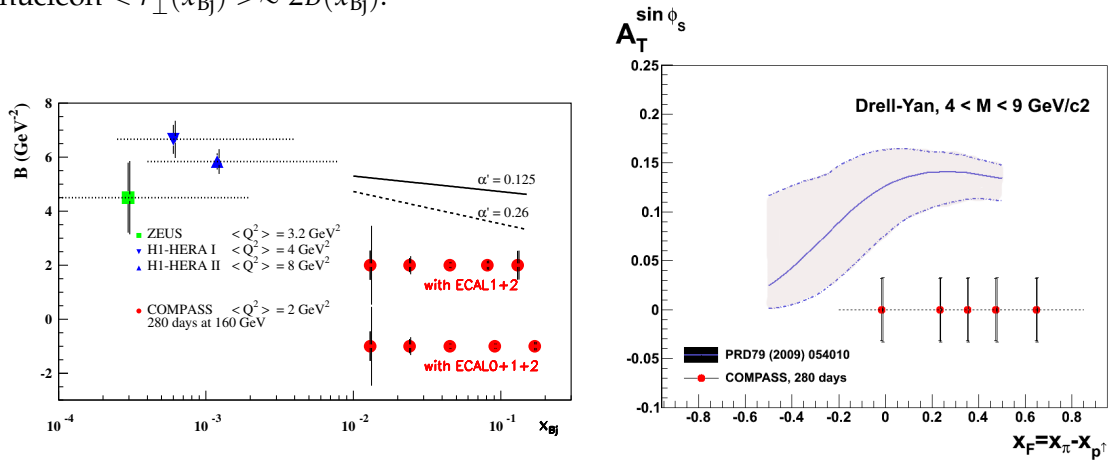 nucleon < r⊥(xBj) >≈ 2B(xBj).
B (GeV-2)
8
6
4
2
0
-2
α' = 0.125
α' = 0.26
ZEUS < Q2 > = 3.2 GeV2
H1-HERA I < Q2 > = 4 GeV2
H1-HERA II < Q2 > = 8 GeV2
COMPASS < Q2 > = 2 GeV2
280 days at 160 GeV
with ECAL1+2
with ECAL0+1+2
10-4 10-3 10-2 10-1 xBj
AT sin ϕS
0.25
0.2
0.15
0.1
0.05
0
-0.05
-0.1
Drell-Yan, 4 < M < 9 GeV/c2
PRD79 (2009) 054010
COMPASS, 280 days
-0.8 -0.6 -0.4 -0.2 0 0.2 0.4 0.6 0.8
xF=xπ-xp↑